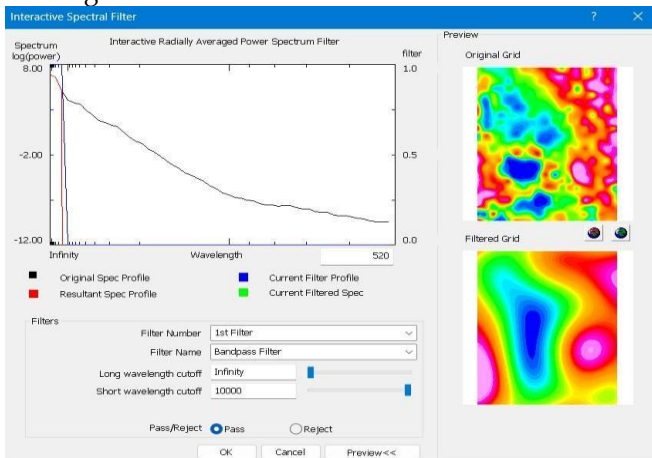 Interactive Spectral Filter
? ×
Spectrum
log(power)
Interactive Radially Averaged Power Spectrum Filter
filter
8.00
1.0
-2.00
0.5
-12.00
0.0
Infinity
Wavelength
520
Original Spec Profile
Current Filter Profile
Resultant Spec Profile
Current Filtered Spec
Filters
Filter Number
1st Filter
Filter Name
Bandpass Filter
Long wavelength cutoff
Infinity
Short wavelength cutoff
10000
Pass/Reject
Pass
Reject
OK
Cancel
Preview<<
Preview
Original Grid
Filtered Grid